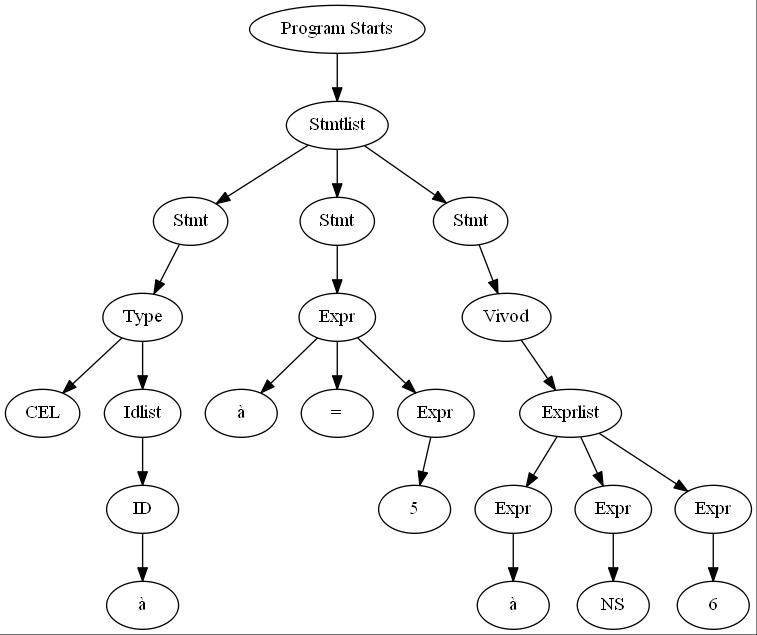 Program Starts
Stmtlist
Stmt Stmt Stmt
Type Expr Vivod
CEL Idlist à = Expr Exprlist
ID 5 Expr Expr Expr
à à NS 6